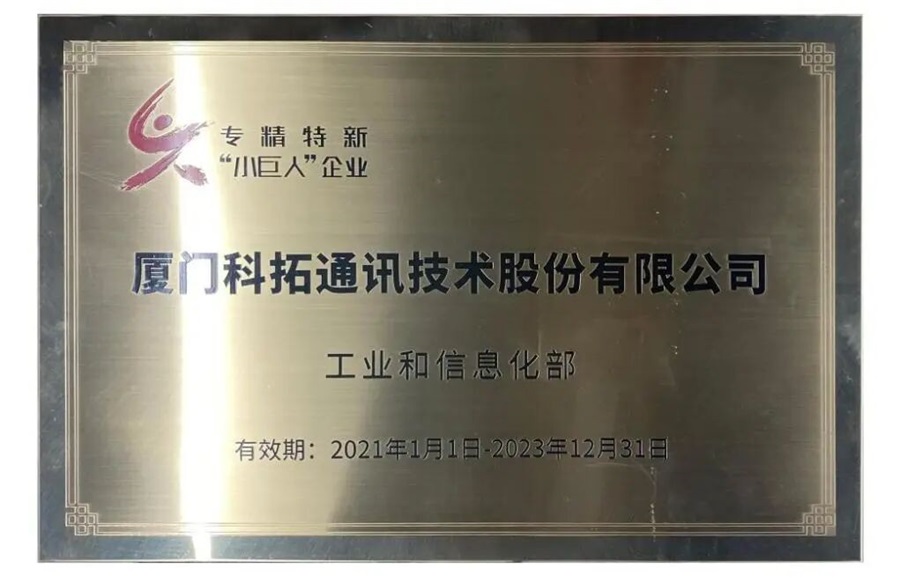 专精特新
“小巨人”企业
厦门科拓通讯技术股份有限公司
工业和信息化部
有效期：2021年1月1日-2023年12月31日